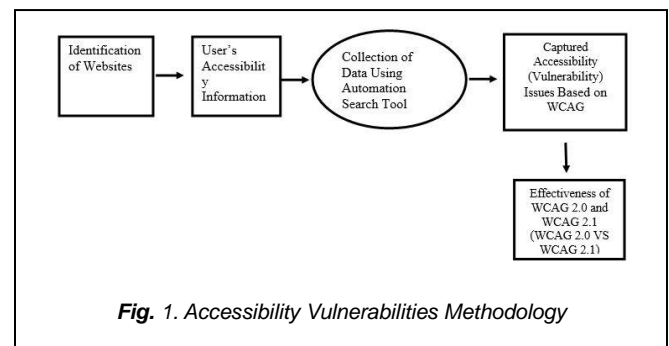 Identification
of Websites
User's
Accessibilit
y
Information
Collection of
Data Using
Automation
Search Tool
Captured
Accessibility
(Vulnerability)
Issues Based on
WCAG
Effectiveness of
WCAG 2.0 and
WCAG 2.1
(WCAG 2.0 VS
WCAG 2.1)
Fig. 1. Accessibility Vulnerabilities Methodology